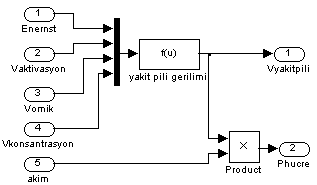 1
Enernst
2
Vaktivasyon
3
Vomik
4
Vkonsantrasyon
5
akim
f(u)
yakit pili gerilimi
1
Vyakitpili
×
Product
2
Phucre